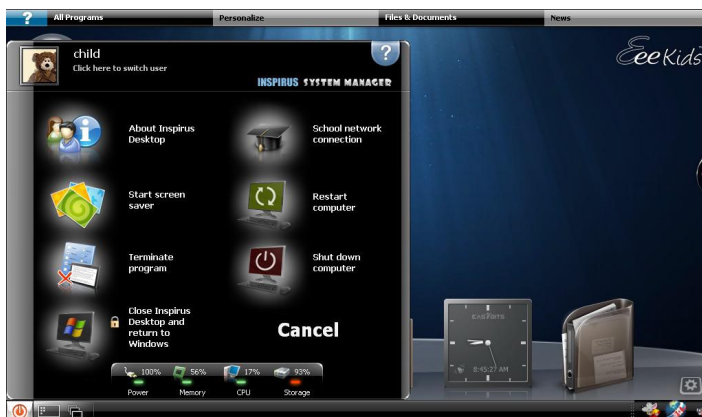 ?
All Programs
Personalize
Files & Documents
News
child
Click here to switch user
?
INSPIRUS SYSTEM MANAGER
EeeKids
About Inspirus
Desktop
School network
connection
Start screen
saver
Restart
computer
Terminate
program
Shut down
computer
Close Inspirus
Desktop and
return to
Windows
Cancel
EASYBITS
8:45:27 AM
100%
56%
17%
93%
Power
Memory
CPU
Storage